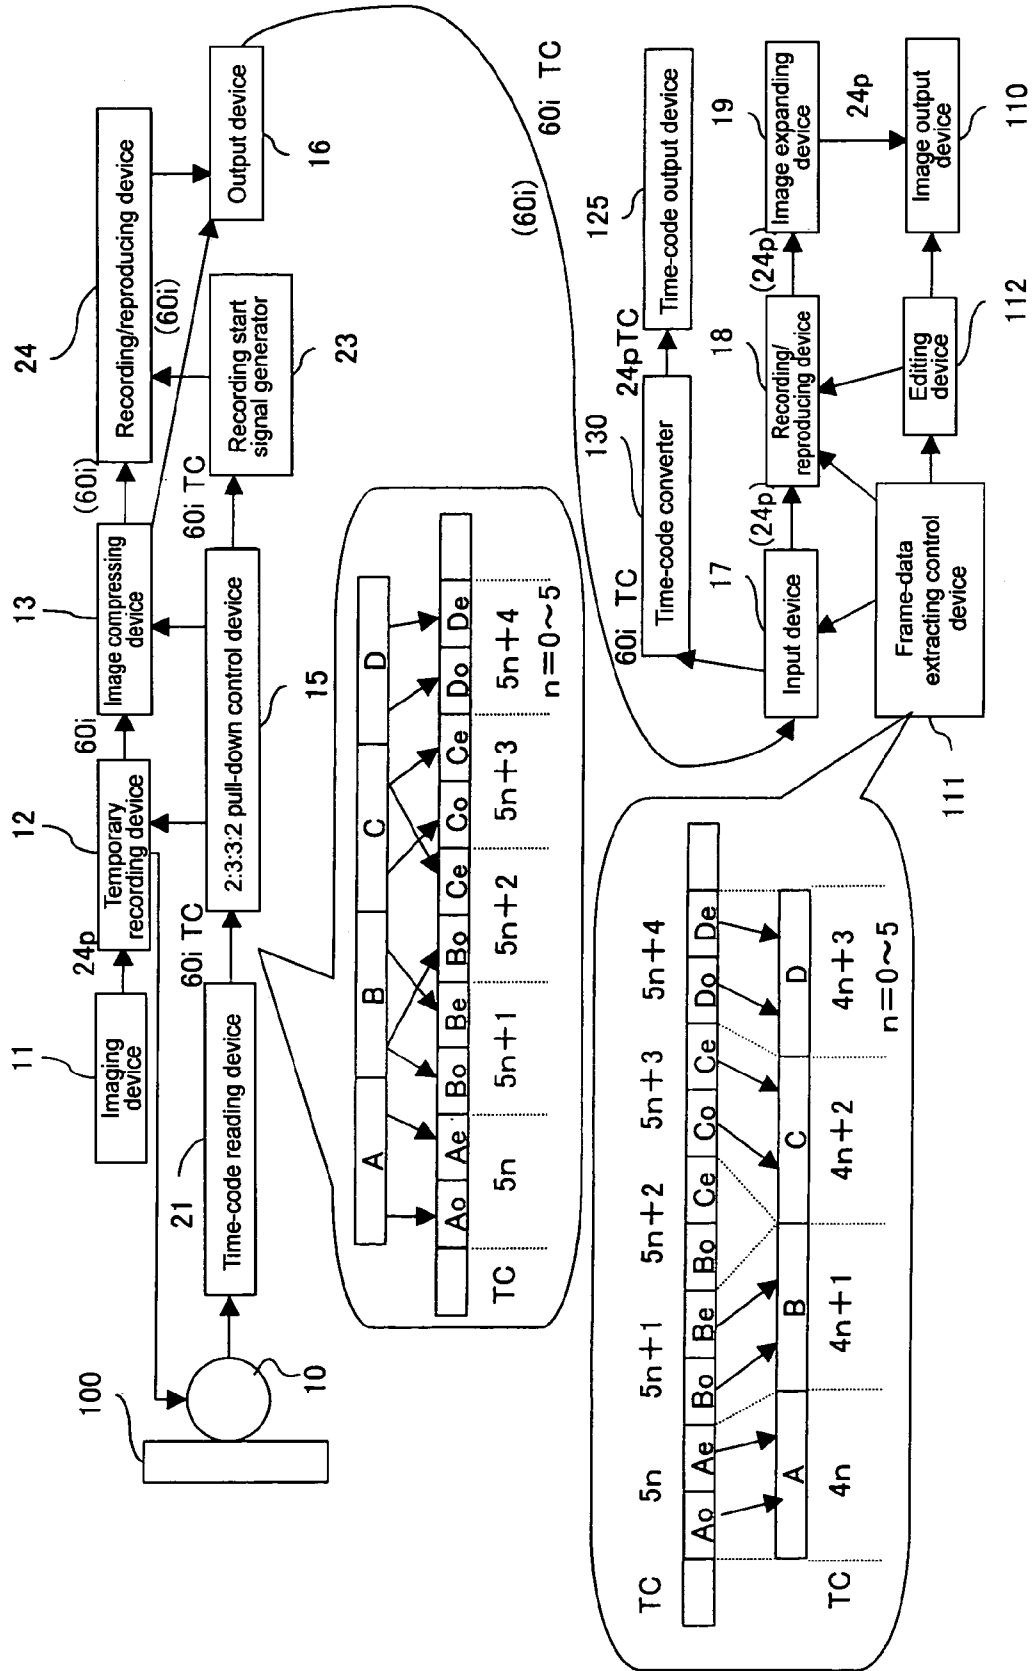 100
10
11
Imaging
device
24p
12
Temporary
recording device
60i
13
Image compressing
device
(60i)
24
Recording/reproducing device
(60i)
Output device
16
21
Time-code reading device
60i TC
2:3:3:2 pull-down control device
15
60i TC
Recording start
signal generator
23
A B C D
Ao Ae Bo Be Bo Ce Co Ce Do De
TC 5n 5n+1 5n+2 5n+3 5n+4
n=0~5
60i TC
(60i)
60i TC
130
Time-code converter
24pTC
125
Time-code output device
17
Input device
(24p)
18
Recording/
reproducing device
(24p)
19
Image expanding
device
24p
111
Frame-data
extracting control
device
Editing
device
112
Image output
device
110
TC 5n 5n+1 5n+2 5n+3 5n+4
Ao Ae Bo Be Bo Ce Co Ce Do De
A B C D
TC 4n 4n+1 4n+2 4n+3
n=0~5